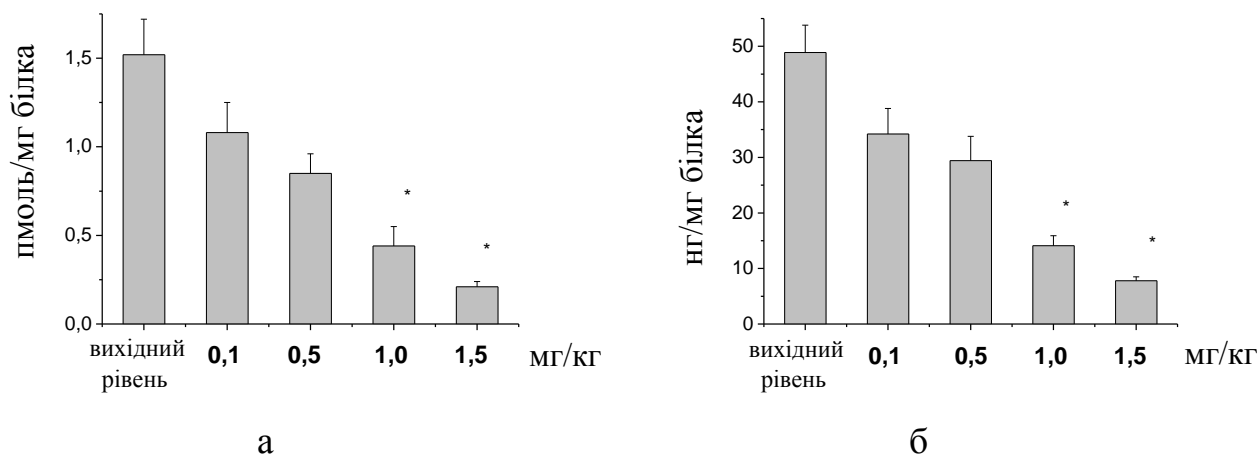 пмоль/мг білка
1,5
1,0
0,5
0,0
*
*
вихідний
рівень
0,1 0,5 1,0 1,5 мг/кг
а
нг/мг білка
50
40
30
20
10
0
*
*
вихідний
рівень
0,1 0,5 1,0 1,5 мг/кг
б